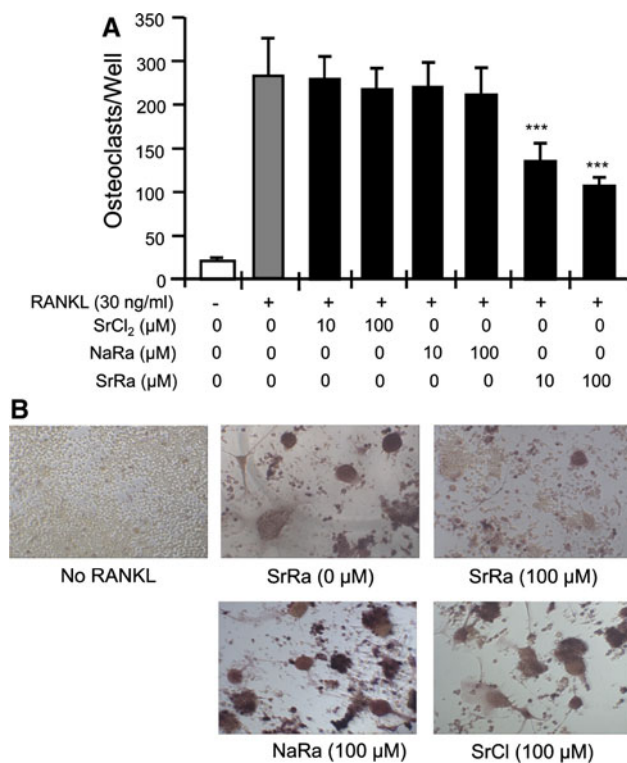 A
350
300
200
150
100
50
0
Osteoclasts/Well
***
***
RANKL (30 ng/ml) - + + + + + + +
SrCl₂ (µM) 0 0 10 100 0 0 0 0
NaRa (µM) 0 0 0 0 10 100 0 0
SrRa (µM) 0 0 0 0 0 0 10 100
B
No RANKL
SrRa (0 µM)
SrRa (100 µM)
NaRa (100 µM)
SrCl (100 µM)